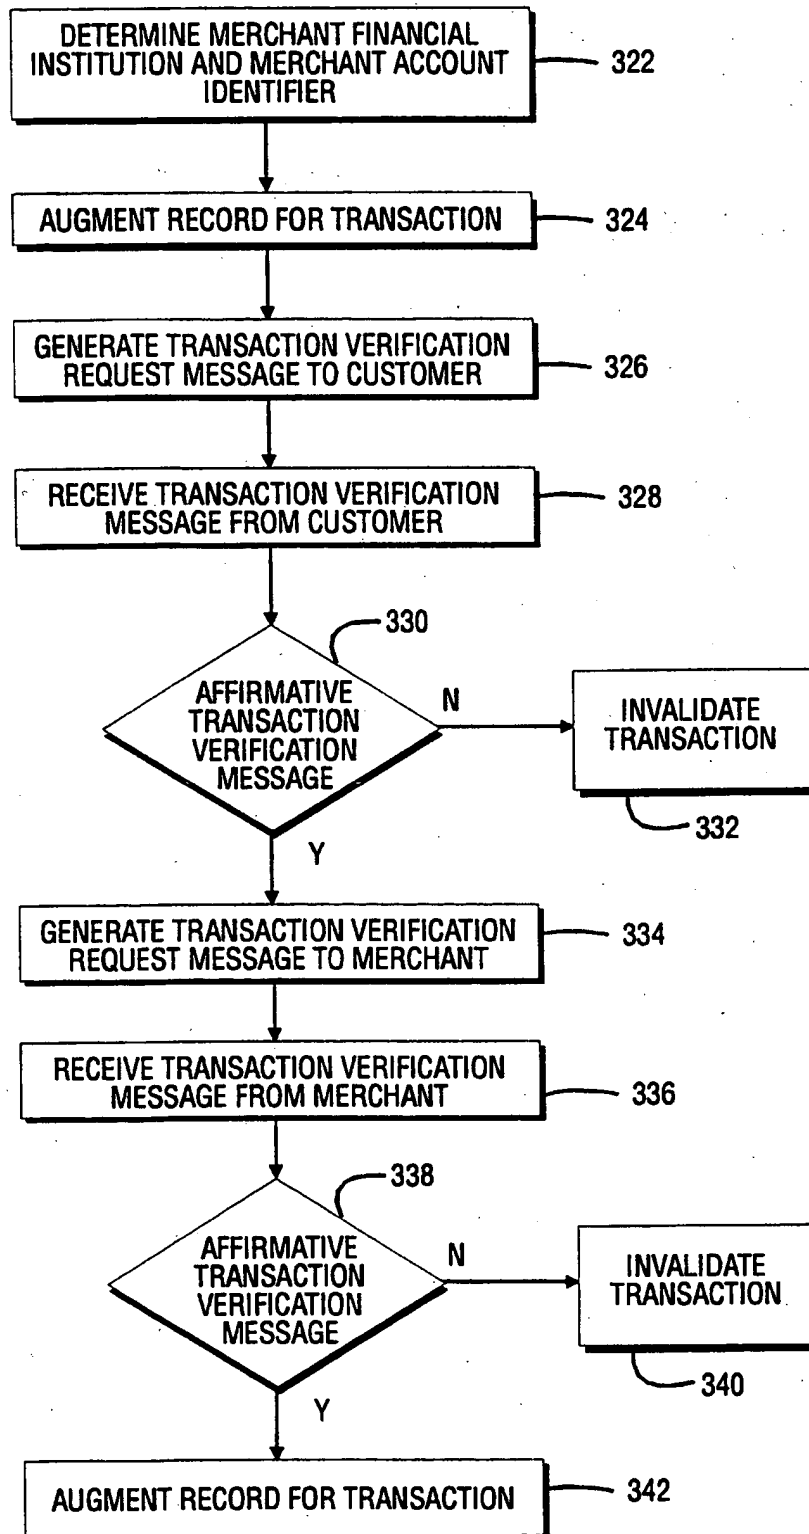 DETERMINE MERCHANT FINANCIAL
INSTITUTION AND MERCHANT ACCOUNT
IDENTIFIER
322
AUGMENT RECORD FOR TRANSACTION
324
GENERATE TRANSACTION VERIFICATION
REQUEST MESSAGE TO CUSTOMER
326
RECEIVE TRANSACTION VERIFICATION
MESSAGE FROM CUSTOMER
328
330
AFFIRMATIVE
TRANSACTION
VERIFICATION
MESSAGE
N
INVALIDATE
TRANSACTION
332
Y
GENERATE TRANSACTION VERIFICATION
REQUEST MESSAGE TO MERCHANT
334
RECEIVE TRANSACTION VERIFICATION
MESSAGE FROM MERCHANT
336
338
AFFIRMATIVE
TRANSACTION
VERIFICATION
MESSAGE
N
INVALIDATE
TRANSACTION
340
Y
AUGMENT RECORD FOR TRANSACTION
342